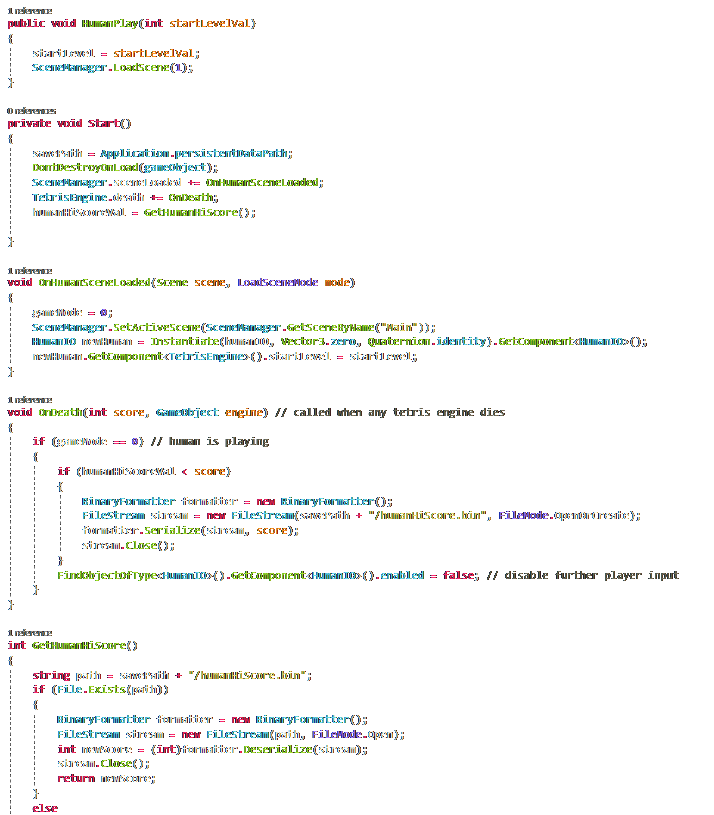 1 reference
public void HumanPlay(int startLevelVal)
{
startLevel = startLevelVal;
SceneManager.LoadScene(1);
}
0 references
private void Start()
{
savePath = Application.persistentDataPath;
DontDestroyOnLoad(gameObject);
SceneManager.sceneLoaded += OnHumanSceneLoaded;
TetrisEngine.death += OnDeath;
humanHiScoreVal = GetHumanHiScore();
}
1 reference
void OnHumanSceneLoaded(Scene scene, LoadSceneMode mode)
{
gameMode = 0;
SceneManager.SetActiveScene(SceneManager.GetSceneByName("Main"));
HumanIO newHuman = Instantiate(humanIO, Vector3.zero, Quaternion.identity).GetComponent<HumanIO>();
newHuman.GetComponent<TetrisEngine>().startLevel = startLevel;
}
1 reference
void OnDeath(int score, GameObject engine) // called when any tetris engine dies
{
if (gameMode == 0) // human is playing
{
if (humanHiScoreVal < score)
{
BinaryFormatter formatter = new BinaryFormatter();
FileStream stream = new FileStream(savePath + "/humanHiScore.bin", FileMode.OpenOrCreate);
formatter.Serialize(stream, score);
stream.Close();
}
FindObjectOfType<HumanIO>().GetComponent<HumanIO>().enabled = false; // disable further player input
}
}
1 reference
int GetHumanHiScore()
{
string path = savePath + "/humanHiScore.bin";
if (File.Exists(path))
{
BinaryFormatter formatter = new BinaryFormatter();
FileStream stream = new FileStream(path, FileMode.Open);
int newScore = (int)formatter.Deserialize(stream);
stream.Close();
return newScore;
}
else